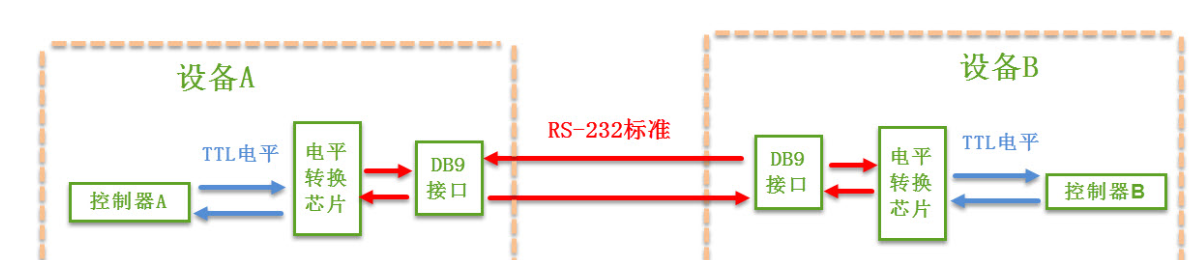 设备A
设备B
RS-232标准
TTL电平
电平
转换
芯片
DB9
接口
控制器A
DB9
接口
电平
转换
芯片
TTL电平
控制器B